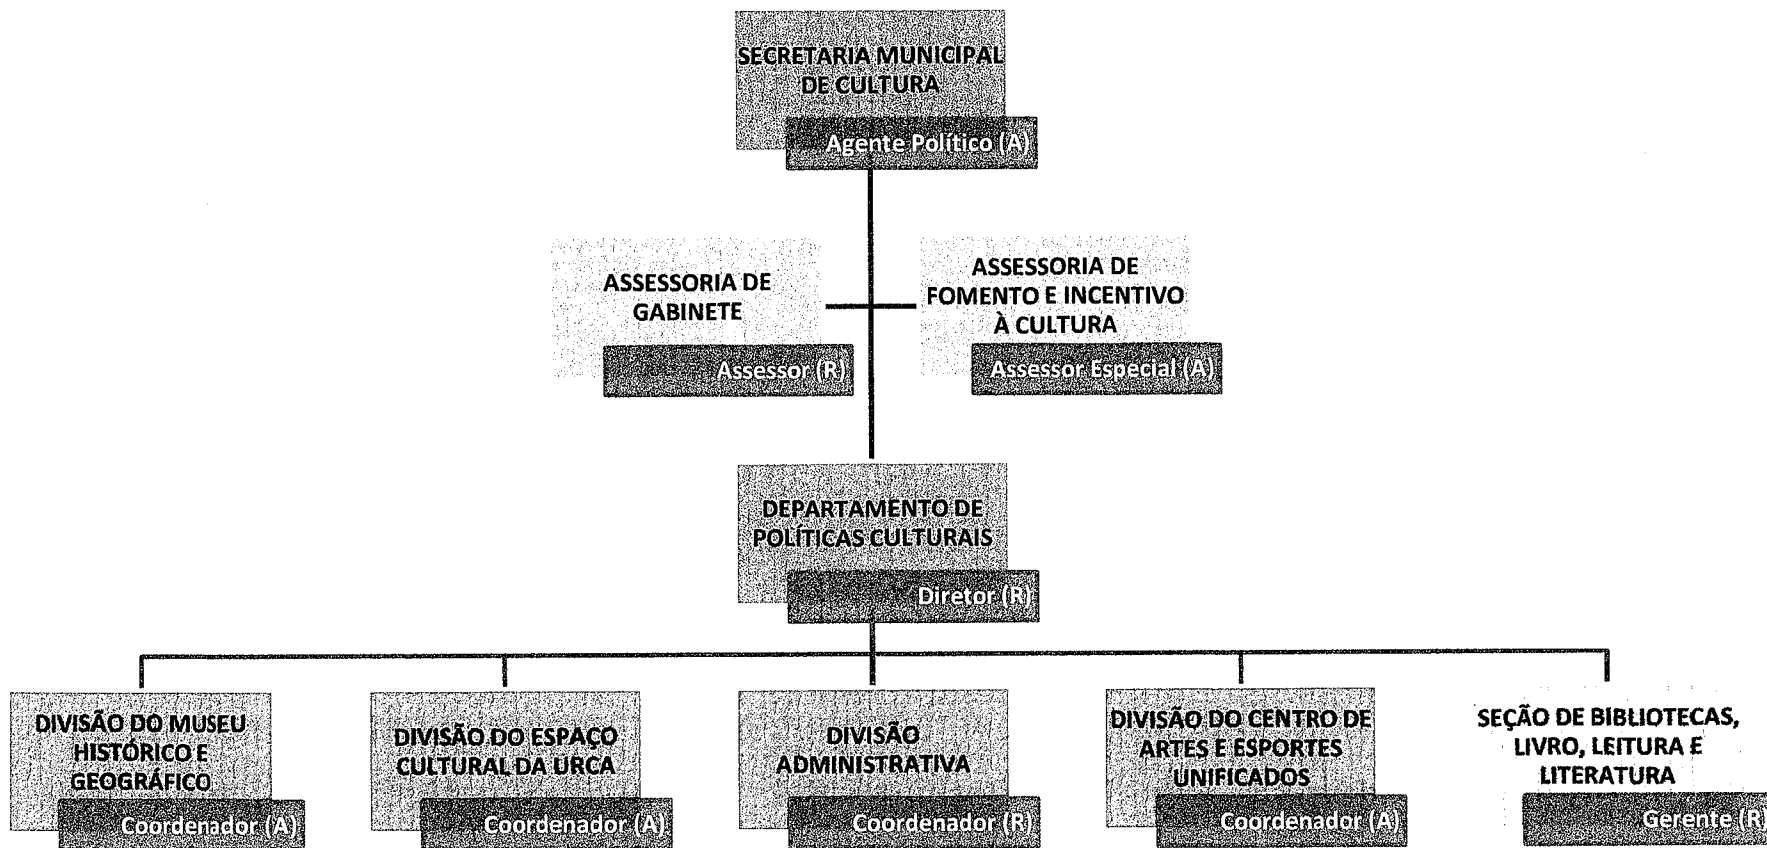 SECRETARIA MUNICIPAL
DE CULTURA
Agente Político (A)
ASSESSORIA DE
GABINETE
Assessor (R)
ASSESSORIA DE
FOMENTO E INCENTIVO
À CULTURA
Assessor Especial (A)
DEPARTAMENTO DE
POLÍTICAS CULTURAIS
Diretor (R)
DIVISÃO DO MUSEU
HISTÓRICO E
GEOGRÁFICO
Coordenador (A)
DIVISÃO DO ESPAÇO
CULTURAL DA URCA
Coordenador (A)
DIVISÃO
ADMINISTRATIVA
Coordenador (R)
DIVISÃO DO CENTRO DE
ARTES E ESPORTES
UNIFICADOS
Coordenador (A)
SEÇÃO DE BIBLIOTECAS,
LIVRO, LEITURA E
LITERATURA
Gerente (R)